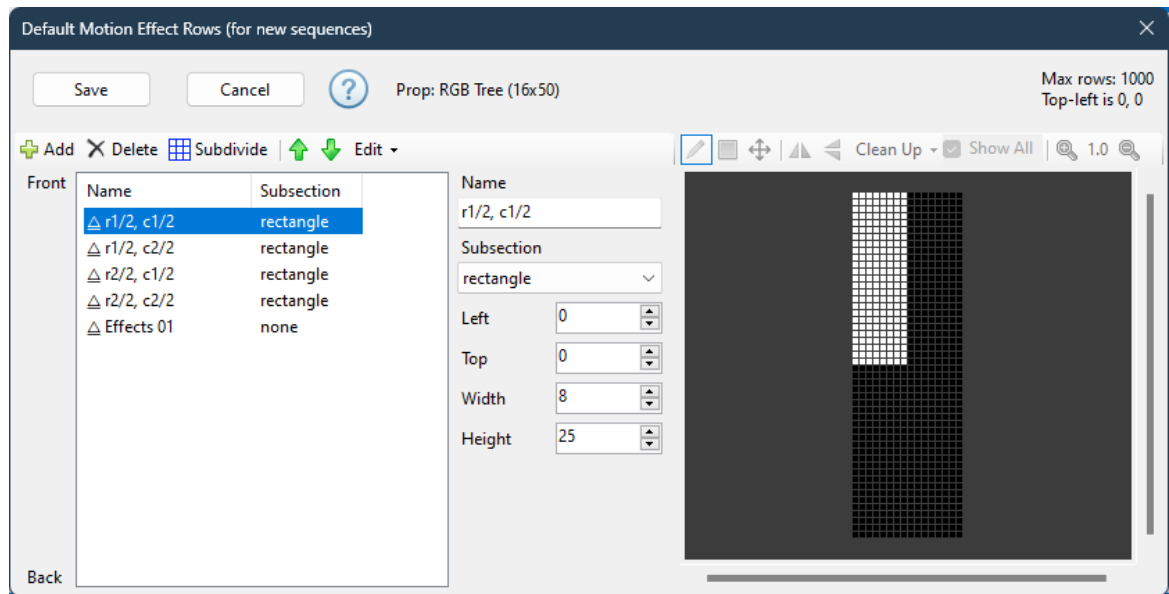 Default Motion Effect Rows (for new sequences)
Save
Cancel
?
Prop: RGB Tree (16x50)
Max rows: 1000
Top-left is 0, 0
Add
Delete
Subdivide
Edit
Clean Up
Show All
1.0
Front
Name Subsection
r1/2, c1/2 rectangle
r1/2, c2/2 rectangle
r2/2, c1/2 rectangle
r2/2, c2/2 rectangle
Effects 01 none
Back
Name
r1/2, c1/2
Subsection
rectangle
Left 0
Top 0
Width 8
Height 25